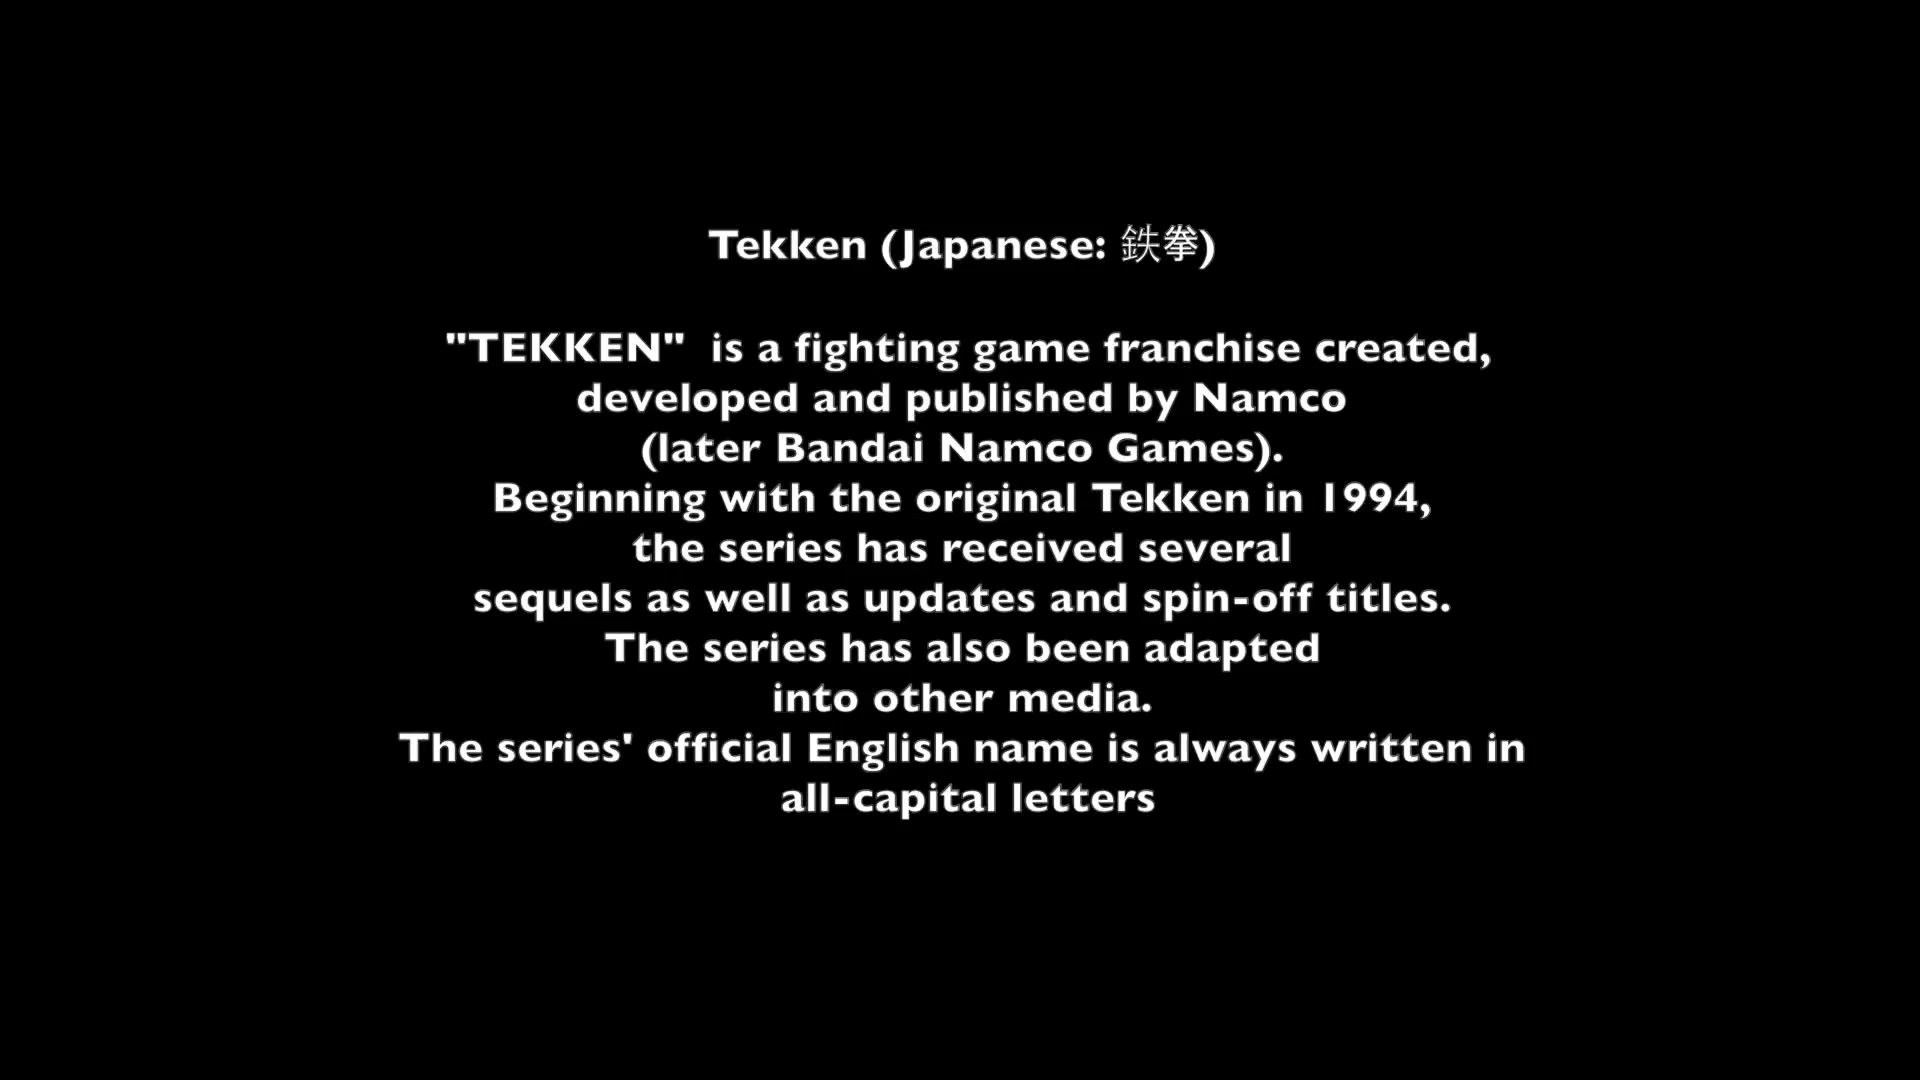 Tekken (Japanese: 鉄拳)
"TEKKEN"  is a fighting game franchise created,
developed and published by Namco
(later Bandai Namco Games).
Beginning with the original Tekken in 1994,
the series has received several
sequels as well as updates and spin-off titles.
The series has also been adapted
into other media.
The series' official English name is always written in
all-capital letters